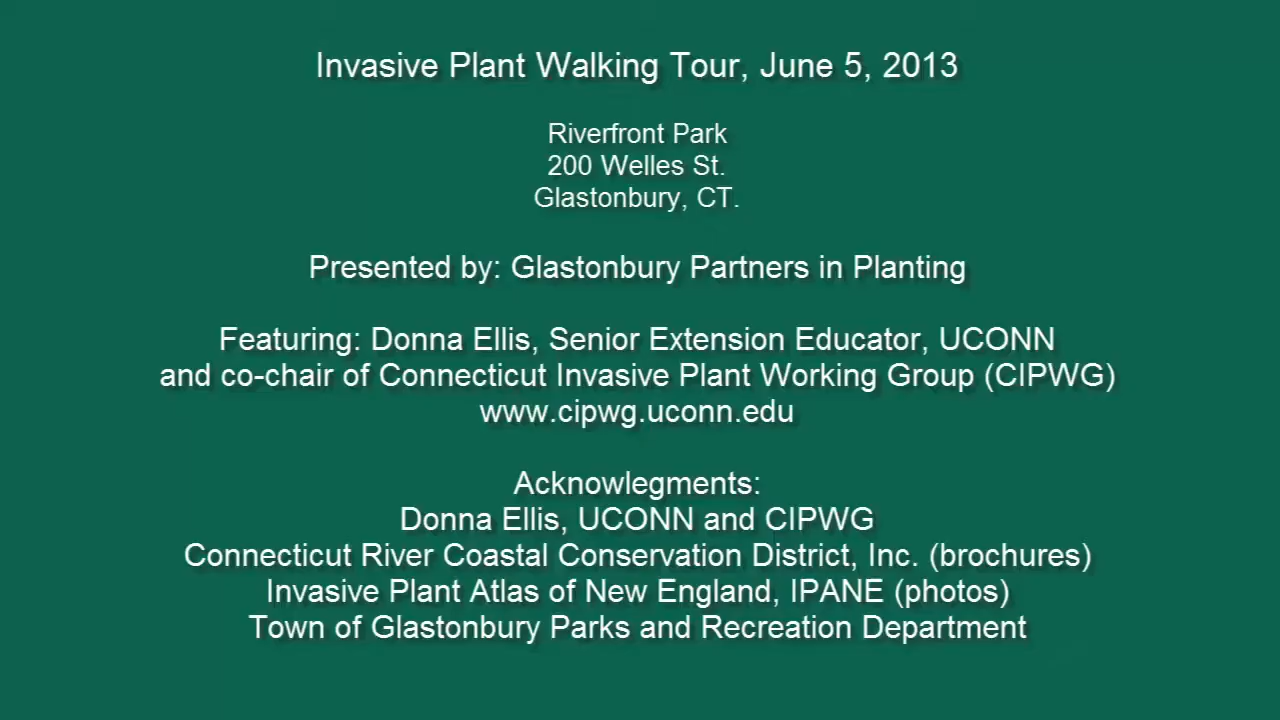 Invasive Plant Walking Tour, June 5, 2013
Riverfront Park
200 Welles St.
Glastonbury, CT.
Presented by: Glastonbury Partners in Planting
Featuring: Donna Ellis, Senior Extension Educator, UCONN
and co-chair of Connecticut Invasive Plant Working Group (CIPWG)
www.cipwg.uconn.edu
Acknowlegments:
Donna Ellis, UCONN and CIPWG
Connecticut River Coastal Conservation District, Inc. (brochures)
Invasive Plant Atlas of New England, IPANE (photos)
Town of Glastonbury Parks and Recreation Department